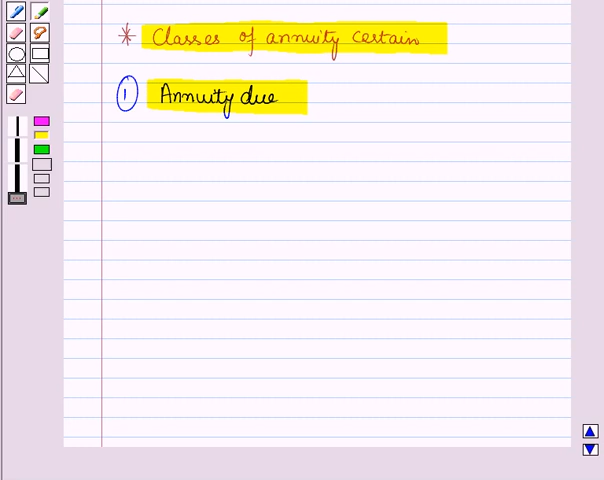 * Classes of annuity certain
① Annuity due